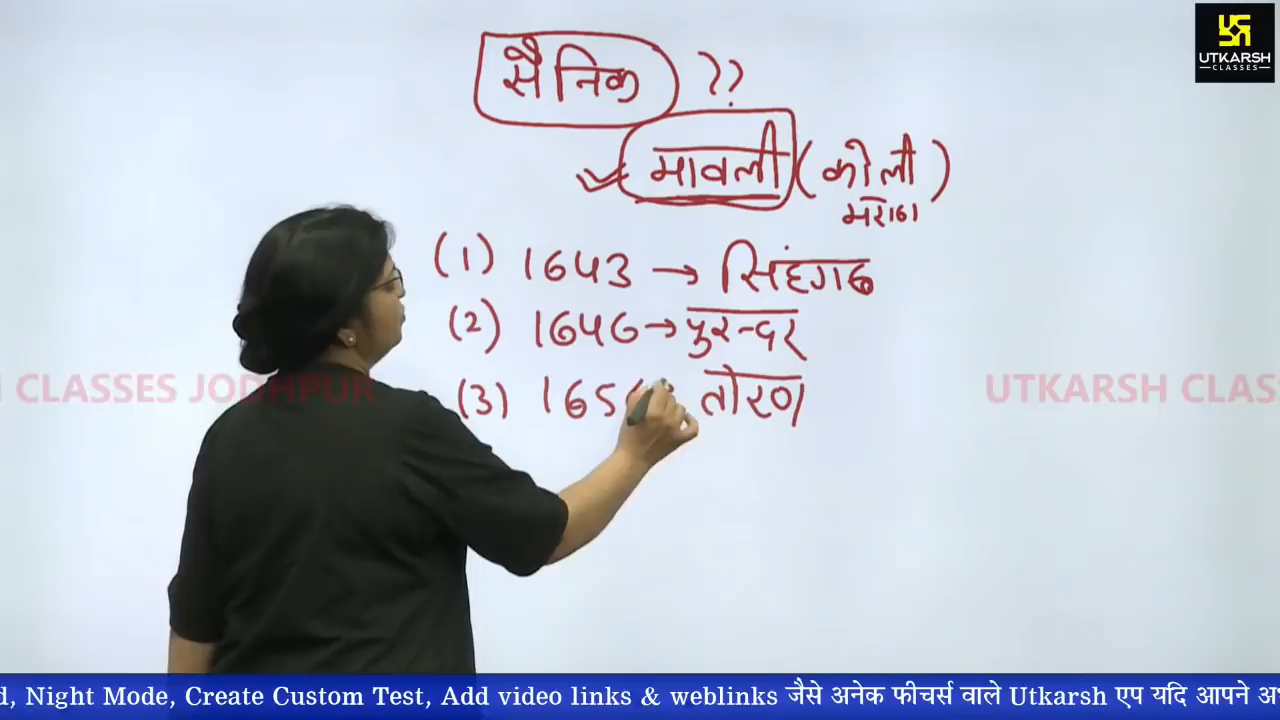 UTKARSH
CLASSES
सैनिक ??
मावली (कोली)
मराठा
(1) 1643 → सिंहगढ
(2) 1646 → पुरन्दर
(3) तोरण
CLASSES JODHPUR
UTKARSH CLAS
d, Night Mode, Create Custom Test, Add video links & weblinks जैसे अनेक फीचर्स वाले Utkarsh एप यदि आपने